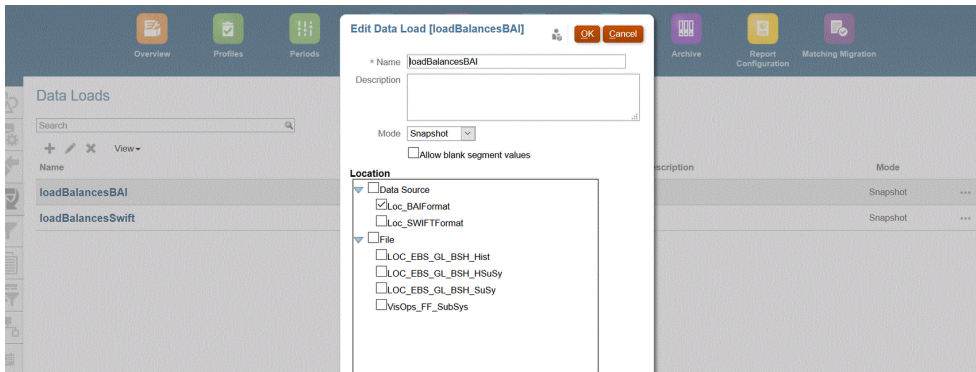 Overview
Profiles
Periods
Archive
Report Configuration
Matching Migration
Data Loads
Search
View
Name
Description
Mode
loadBalancesBAI
Snapshot
loadBalancesSwift
Snapshot
Edit Data Load [loadBalancesBAI]
OK
Cancel
* Name
loadBalancesBAI
Description
Mode
Snapshot
Allow blank segment values
Location
Data Source
Loc_BAIFormat
Loc_SWIFTFormat
File
LOC_EBS_GL_BSH_Hist
LOC_EBS_GL_BSH_HSuSy
LOC_EBS_GL_BSH_SuSy
VisOps_FF_SubSys